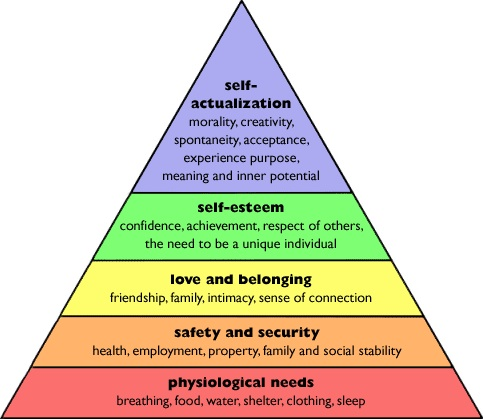 self-
actualization
morality, creativity,
spontaneity, acceptance,
experience purpose,
meaning and inner potential
self-esteem
confidence, achievement, respect of others,
the need to be a unique individual
love and belonging
friendship, family, intimacy, sense of connection
safety and security
health, employment, property, family and social stability
physiological needs
breathing, food, water, shelter, clothing, sleep